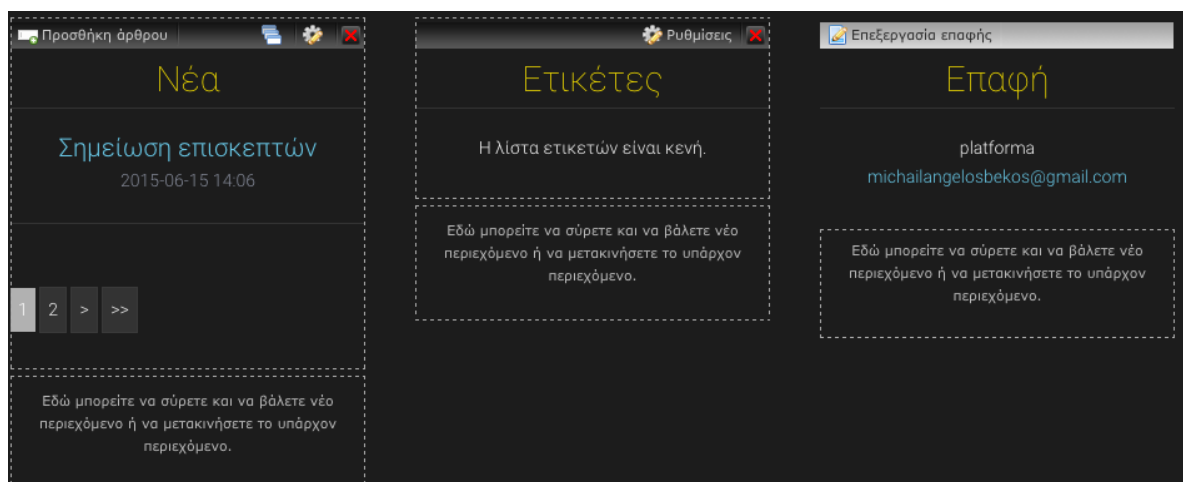 Προσθήκη άρθρου
Νέα
Σημείωση επισκεπτών
2015-06-15 14:06
1 2 > >>
Εδώ μπορείτε να σύρετε και να βάλετε νέο
περιεχόμενο ή να μετακινήσετε το υπάρχον
περιεχόμενο.
Ρυθμίσεις
Ετικέτες
Η λίστα ετικετών είναι κενή.
Εδώ μπορείτε να σύρετε και να βάλετε νέο
περιεχόμενο ή να μετακινήσετε το υπάρχον
περιεχόμενο.
Επεξεργασία επαφής
Επαφή
platforma
michailangelosbekos@gmail.com
Εδώ μπορείτε να σύρετε και να βάλετε νέο
περιεχόμενο ή να μετακινήσετε το υπάρχον
περιεχόμενο.